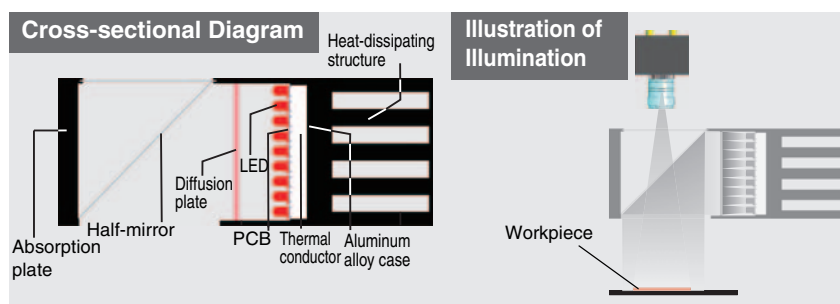 Cross-sectional Diagram
Heat-dissipating
structure
LED
Diffusion
plate
Half-mirror
Absorption
plate
PCB
Thermal
conductor
Aluminum
alloy case
Illustration of
Illumination
Workpiece